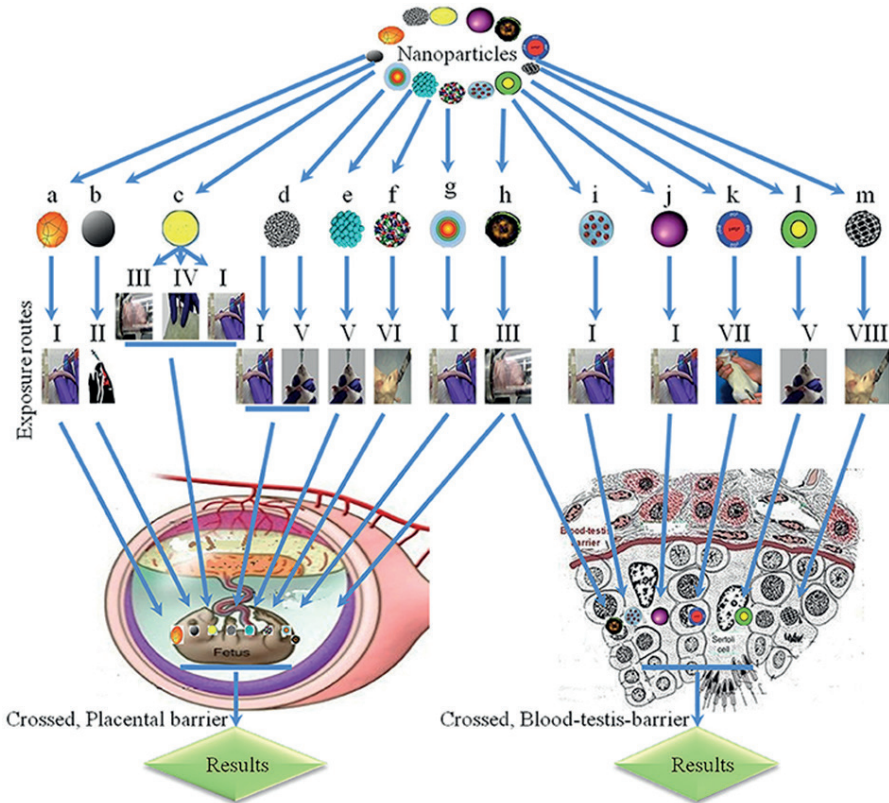 Nanoparticles
a b c d e f g h i j k l m
III IV I
I II I V V VI I III I I VII V VIII
Exposure routes
Blood-testis
barrier
Sertoli
cell
Fetus
Crossed, Placental barrier
Crossed, Blood-testis-barrier
Results
Results